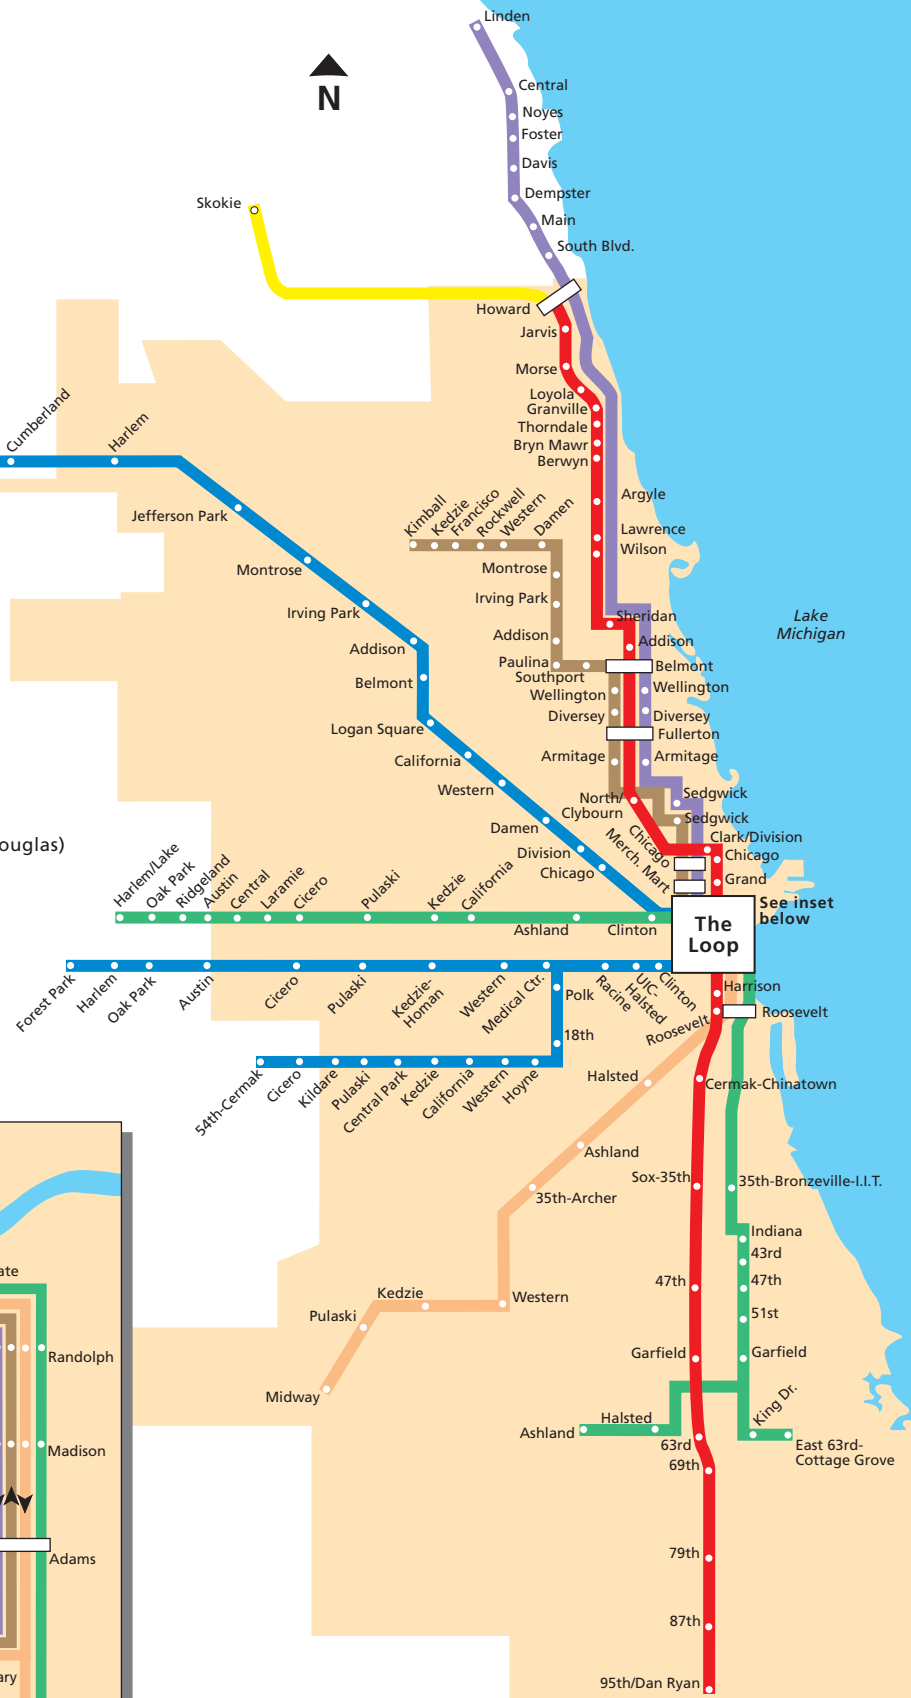 Linden
N
Central
Noyes
Foster
Davis
Dempster
Skokie
Main
South Blvd.
Howard
Jarvis
Morse
Loyola
Granville
Thorndale
Bryn Mawr
Berwyn
Cumberland
Harlem
Argyle
Lawrence
Wilson
Kimball
Kedzie
Francisco
Rockwell
Western
Damen
Jefferson Park
Montrose
Irving Park
Addison
Belmont
Logan Square
California
Western
Damen
Division
Chicago
Montrose
Irving Park
Addison
Paulina
Southport
Wellington
Diversey
Armitage
Sheridan
Addison
Belmont
Wellington
Diversey
Fullerton
Armitage
Lake
Michigan
North/
Clybourn
Sedgwick
Sedgwick
Chicago
Merch. Mart
Clark/Division
Chicago
Grand
ouglas)
Harlem/Lake
Oak Park
Ridgeland
Austin
Central
Laramie
Cicero
Pulaski
Kedzie
California
Ashland
Clinton
The
Loop
See inset
below
Forest Park
Harlem
Oak Park
Austin
Cicero
Pulaski
Kedzie-
Homan
Western
Medical Ctr.
Racine
UIC-
Halsted
Clinton
Polk
18th
54th-Cermak
Cicero
Kildare
Pulaski
Central Park
Kedzie
California
Western
Hoyne
Harrison
Roosevelt
Roosevelt
Halsted
Cermak-Chinatown
Ashland
35th-Archer
Sox-35th
35th-Bronzeville-I.I.T.
Indiana
43rd
47th
47th
51st
Western
Kedzie
Pulaski
Midway
Garfield
Garfield
King Dr.
Halsted
Ashland
63rd
East 63rd-
Cottage Grove
69th
79th
87th
95th/Dan Ryan
ate
Randolph
Madison
Adams
ary